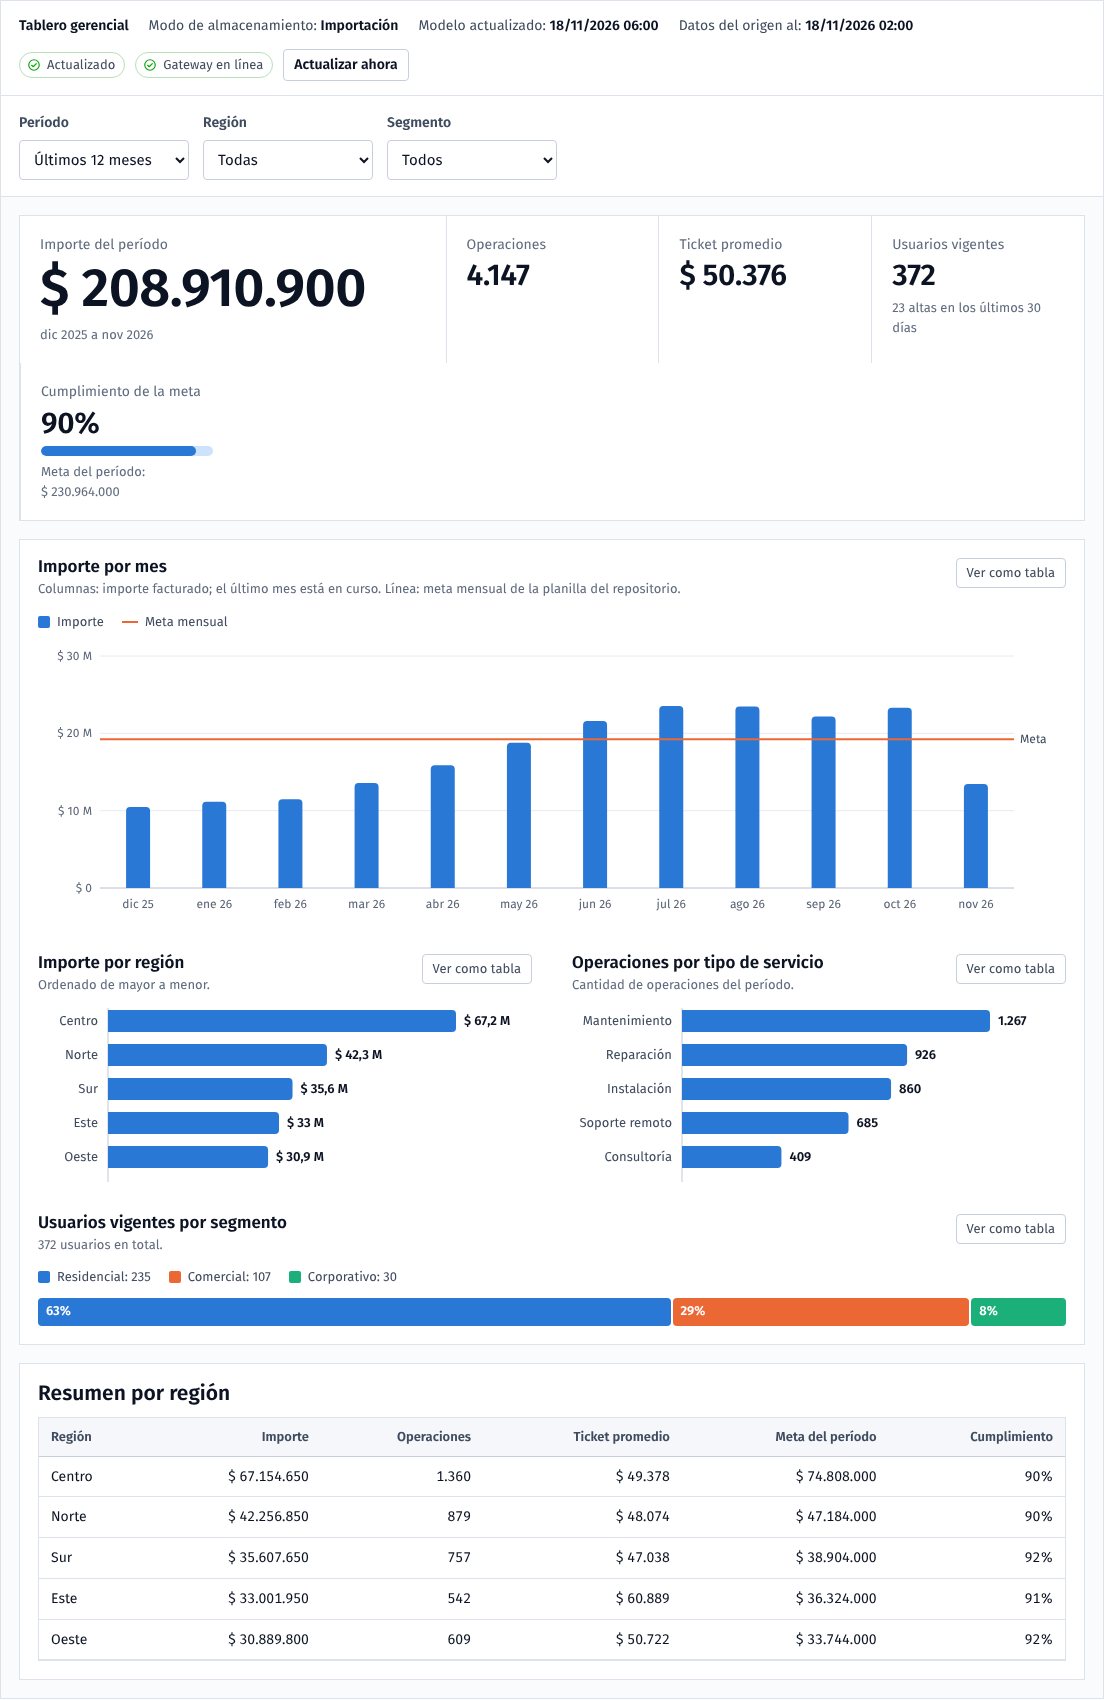 Tablero gerencial Modo de almacenamiento: Importación Modelo actualizado: 18/11/2026 06:00 Datos del origen al: 18/11/2026 02:00
Actualizado Gateway en línea Actualizar ahora
Período Región Segmento
Últimos 12 meses Todas Todos
Importe del período Operaciones Ticket promedio Usuarios vigentes
$ 208.910.900 4.147 $ 50.376 372
23 altas en los últimos 30
días
dic 2025 a nov 2026
Cumplimiento de la meta
90%
Meta del período:
$ 230.964.000
Importe por mes Ver como tabla
Columnas: importe facturado; el último mes está en curso. Línea: meta mensual de la planilla del repositorio.
Importe Meta mensual
$ 30 M
$ 20 M
Meta
$ 10 M
$ 0
dic 25 ene 26 feb 26 mar 26 abr 26 may 26 jun 26 jul 26 ago 26 sep 26 oct 26 nov 26
Importe por región Ver como tabla
Ordenado de mayor a menor.
Centro $ 67,2 M
Norte $ 42,3 M
Sur $ 35,6 M
Este $ 33 M
Oeste $ 30,9 M
Operaciones por tipo de servicio Ver como tabla
Cantidad de operaciones del período.
Mantenimiento 1.267
Reparación 926
Instalación 860
Soporte remoto 685
Consultoría 409
Usuarios vigentes por segmento Ver como tabla
372 usuarios en total.
Residencial: 235 Comercial: 107 Corporativo: 30
63% 29% 8%
Resumen por región
Región Importe Operaciones Ticket promedio Meta del período Cumplimiento
Centro $ 67.154.650 1.360 $ 49.378 $ 74.808.000 90%
Norte $ 42.256.850 879 $ 48.074 $ 47.184.000 90%
Sur $ 35.607.650 757 $ 47.038 $ 38.904.000 92%
Este $ 33.001.950 542 $ 60.889 $ 36.324.000 91%
Oeste $ 30.889.800 609 $ 50.722 $ 33.744.000 92%